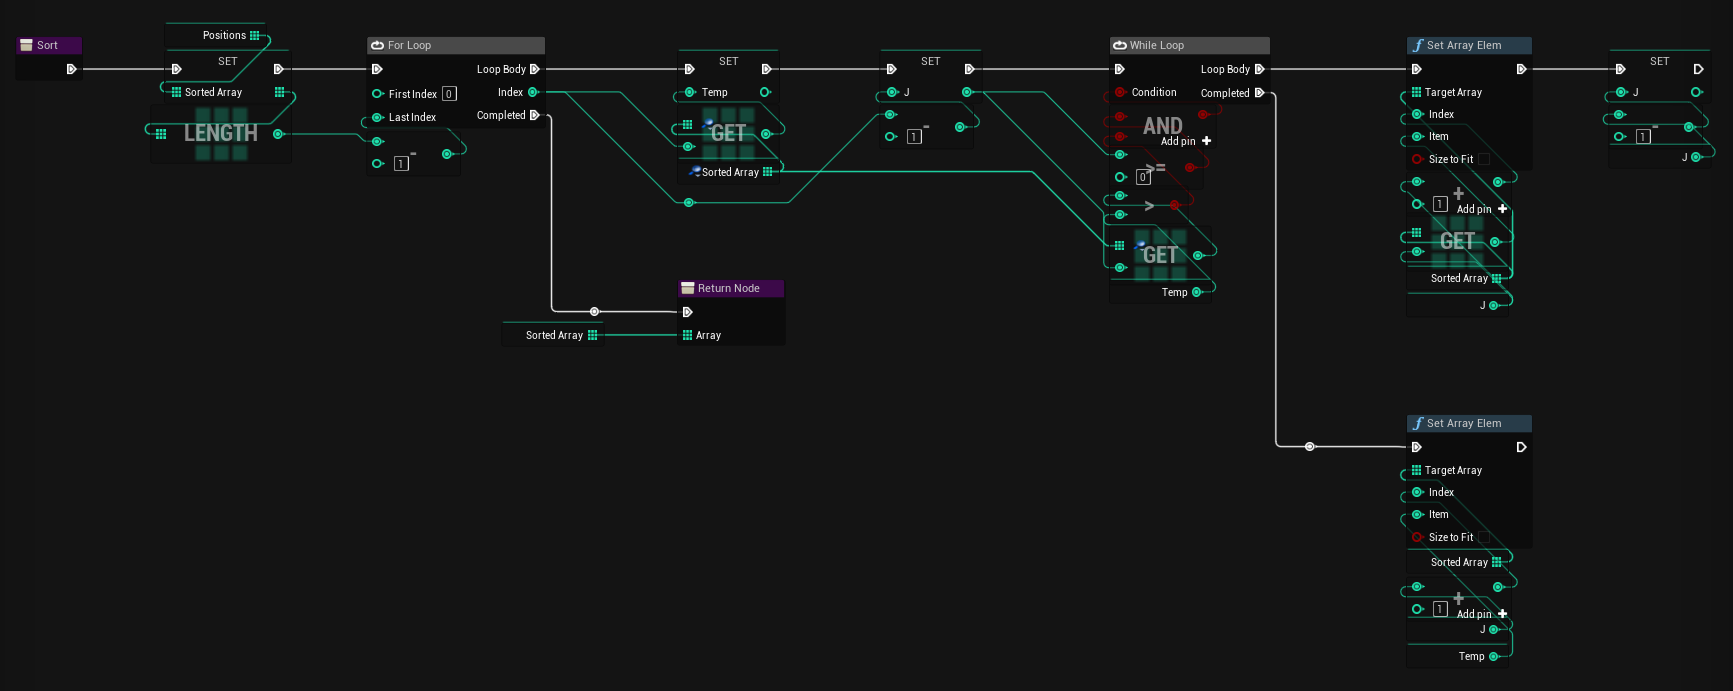 Sort
Positions
SET
Sorted Array
LENGTH
For Loop
Loop Body
First Index 0
Index
Last Index
Completed
-
1
SET
Temp
GET
Sorted Array
SET
J
-
1
While Loop
Loop Body
Condition
Completed
AND
Add pin +
>=
0
>
GET
Temp
Set Array Elem
Target Array
Index
Item
Size to Fit
+
1
Add pin +
GET
Sorted Array
J
SET
J
-
1
J
Return Node
Sorted Array
Array
Set Array Elem
Target Array
Index
Item
Size to Fit
Sorted Array
+
1
Add pin +
J
Temp